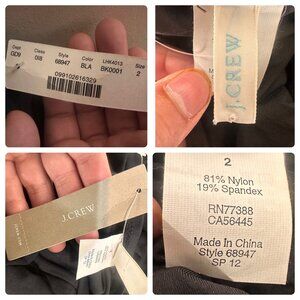 Dept Class Style Color LHK4013 Size
GD9 018 68947 BLA BK0001 2
099102616329
J.CREW
J.CREW
2
81% Nylon
19% Spandex
RN77388
CA56445
Made In China
Style 68947
SP 12